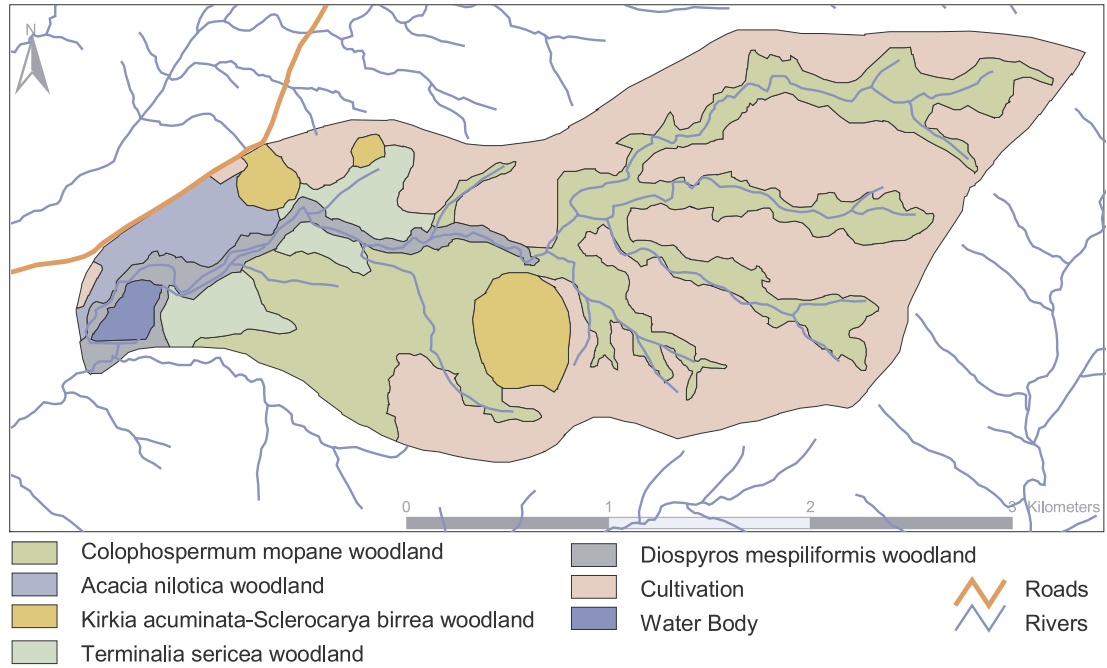 N
0 1 2 3 Kilometers
Colophospermum mopane woodland
Acacia nilotica woodland
Kirkia acuminata-Sclerocarya birrea woodland
Terminalia sericea woodland
Diospyros mespiliformis woodland
Cultivation
Water Body
Roads
Rivers